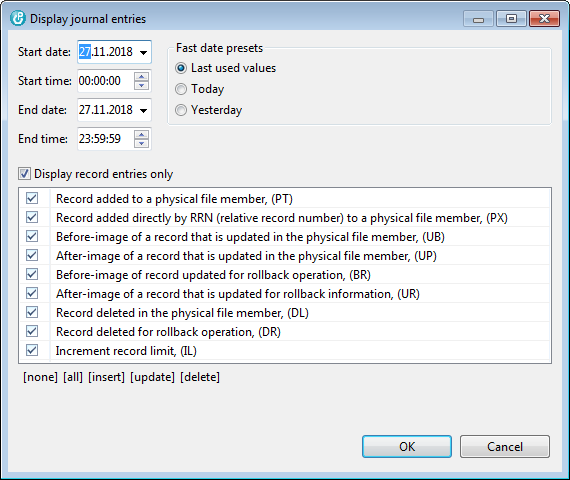 Display journal entries
Start date: 27.11.2018
Start time: 00:00:00
End date: 27.11.2018
End time: 23:59:59
Fast date presets
Last used values
Today
Yesterday
Display record entries only
Record added to a physical file member, (PT)
Record added directly by RRN (relative record number) to a physical file member, (PX)
Before-image of a record that is updated in the physical file member, (UB)
After-image of a record that is updated in the physical file member, (UP)
Before-image of record updated for rollback operation, (BR)
After-image of a record that is updated for rollback information, (UR)
Record deleted in the physical file member, (DL)
Record deleted for rollback operation, (DR)
Increment record limit, (IL)
[none] [all] [insert] [update] [delete]
OK Cancel